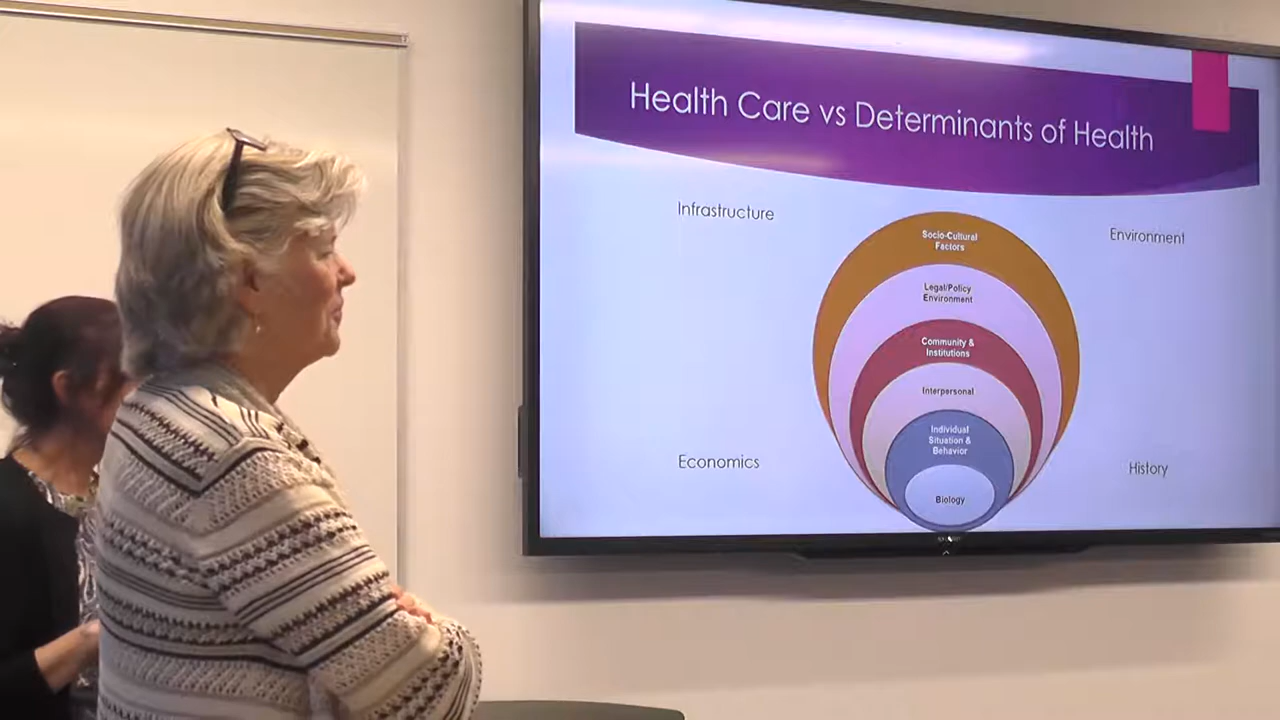 Health Care vs Determinants of Health
Infrastructure
Environment
Socio-Cultural
Factors
Legal/Policy
Environment
Community &
Institutions
Interpersonal
Individual
Situation &
Behavior
Economics
History
Biology